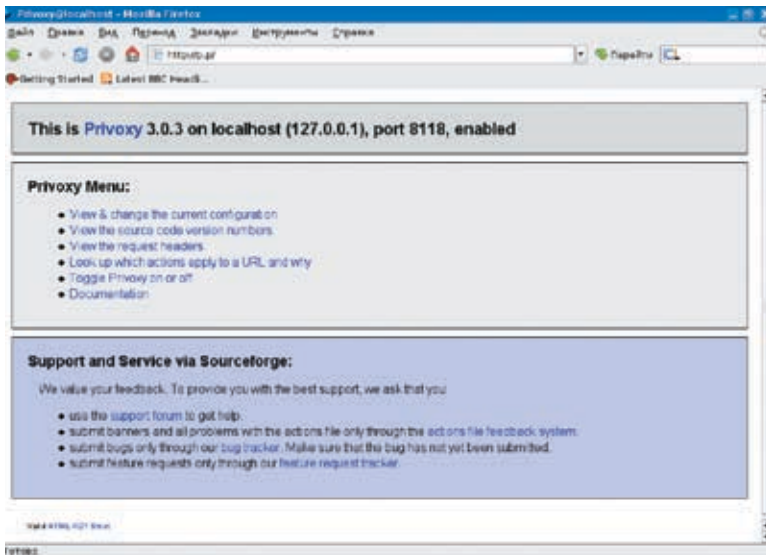 Privoxy@localhost - Mozilla Firefox
Файл Правка Вид Переход Закладки Инструменты Справка
http://p.p/ Перейти
Getting Started Latest BBC Headl...
This is Privoxy 3.0.3 on localhost (127.0.0.1), port 8118, enabled
Privoxy Menu:
• View & change the current configuration
• View the source code version numbers
• View the request headers.
• Look up which actions apply to a URL and why
• Toggle Privoxy on or off
• Documentation
Support and Service via Sourceforge:
We value your feedback. To provide you with the best support, we ask that you
• use the support forum to get help.
• submit banners and all problems with the actions file only through the actions file feedback system.
• submit bugs only through our bug tracker. Make sure that the bug has not yet been submitted.
• submit feature requests only through our feature request tracker.
Valid HTML 4.01 Strict
Готово